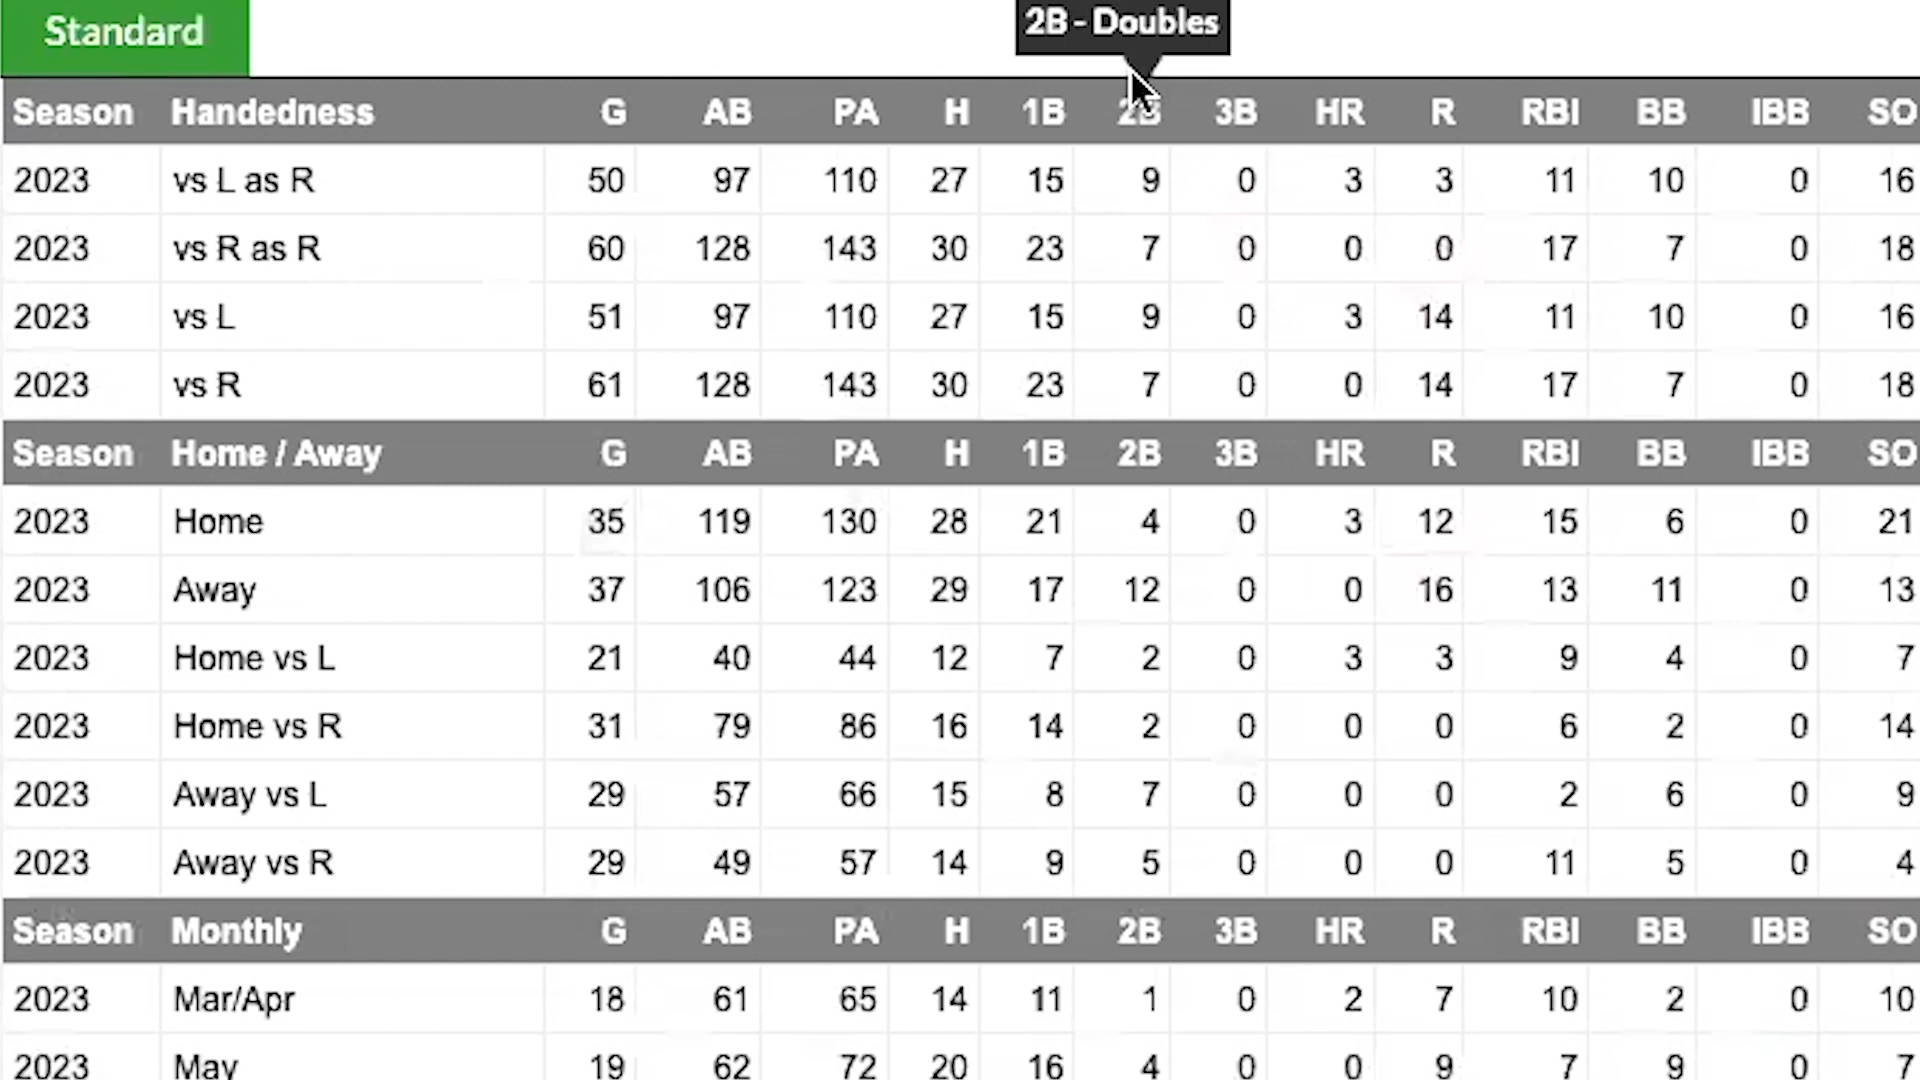 Standard
2B - Doubles
Season Handedness G AB PA H 1B 2B 3B HR R RBI BB IBB SO
2023 vs L as R 50 97 110 27 15 9 0 3 3 11 10 0 16
2023 vs R as R 60 128 143 30 23 7 0 0 0 17 7 0 18
2023 vs L 51 97 110 27 15 9 0 3 14 11 10 0 16
2023 vs R 61 128 143 30 23 7 0 0 14 17 7 0 18
Season Home / Away G AB PA H 1B 2B 3B HR R RBI BB IBB SO
2023 Home 35 119 130 28 21 4 0 3 12 15 6 0 21
2023 Away 37 106 123 29 17 12 0 0 16 13 11 0 13
2023 Home vs L 21 40 44 12 7 2 0 3 3 9 4 0 7
2023 Home vs R 31 79 86 16 14 2 0 0 0 6 2 0 14
2023 Away vs L 29 57 66 15 8 7 0 0 0 2 6 0 9
2023 Away vs R 29 49 57 14 9 5 0 0 0 11 5 0 4
Season Monthly G AB PA H 1B 2B 3B HR R RBI BB IBB SO
2023 Mar/Apr 18 61 65 14 11 1 0 2 7 10 2 0 10
2023 May 19 62 72 20 16 4 0 0 9 7 9 0 7